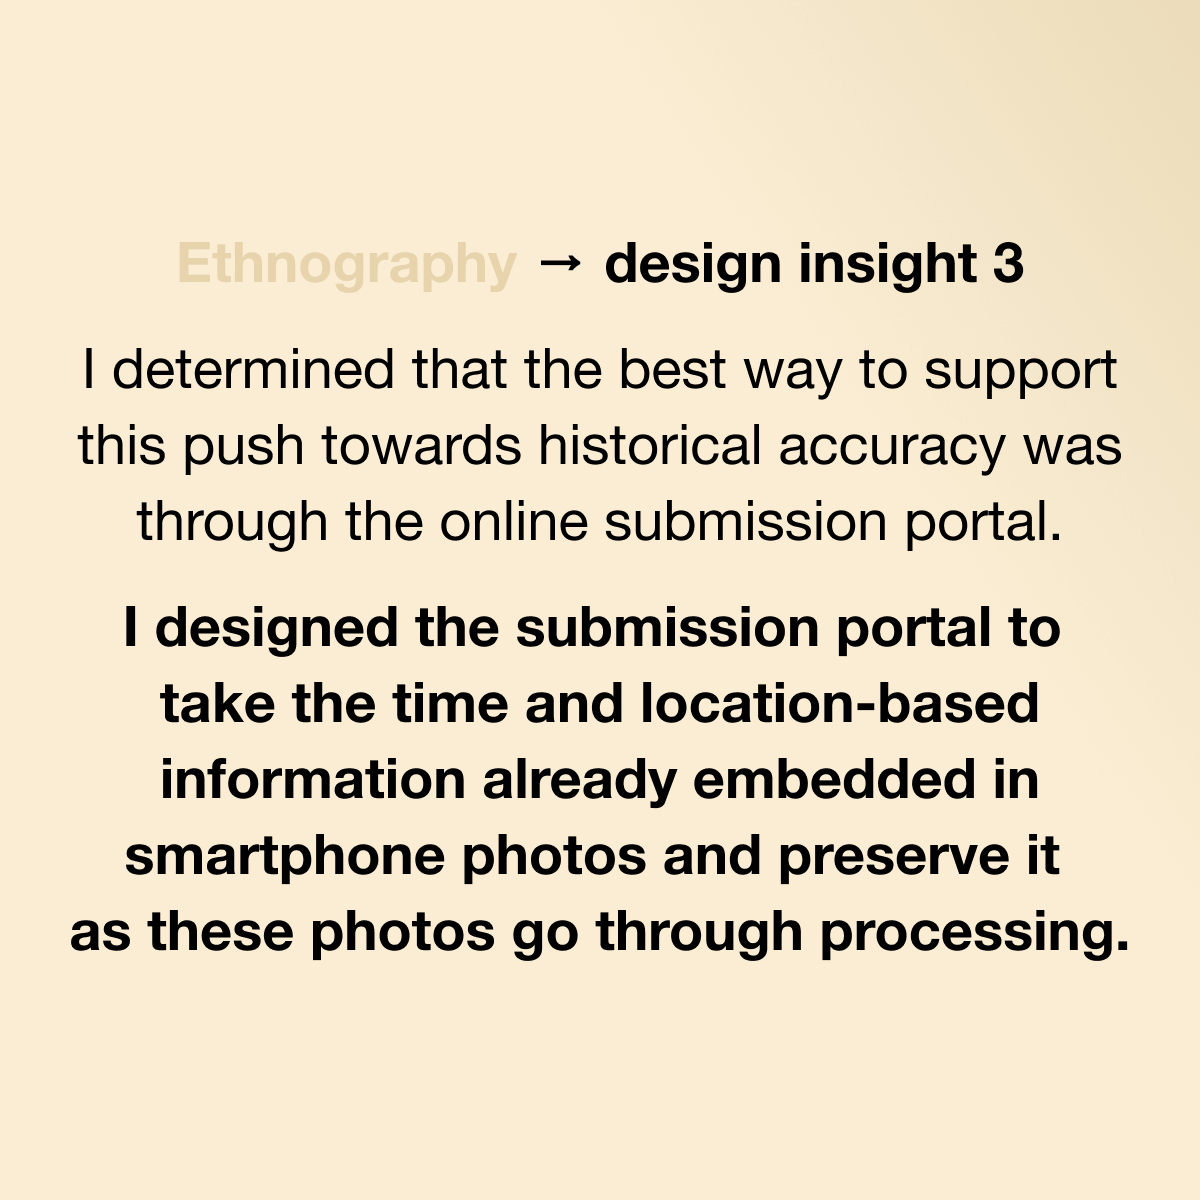 Ethnography → design insight 3
I determined that the best way to support
this push towards historical accuracy was
through the online submission portal.
I designed the submission portal to
take the time and location-based
information already embedded in
smartphone photos and preserve it
as these photos go through processing.